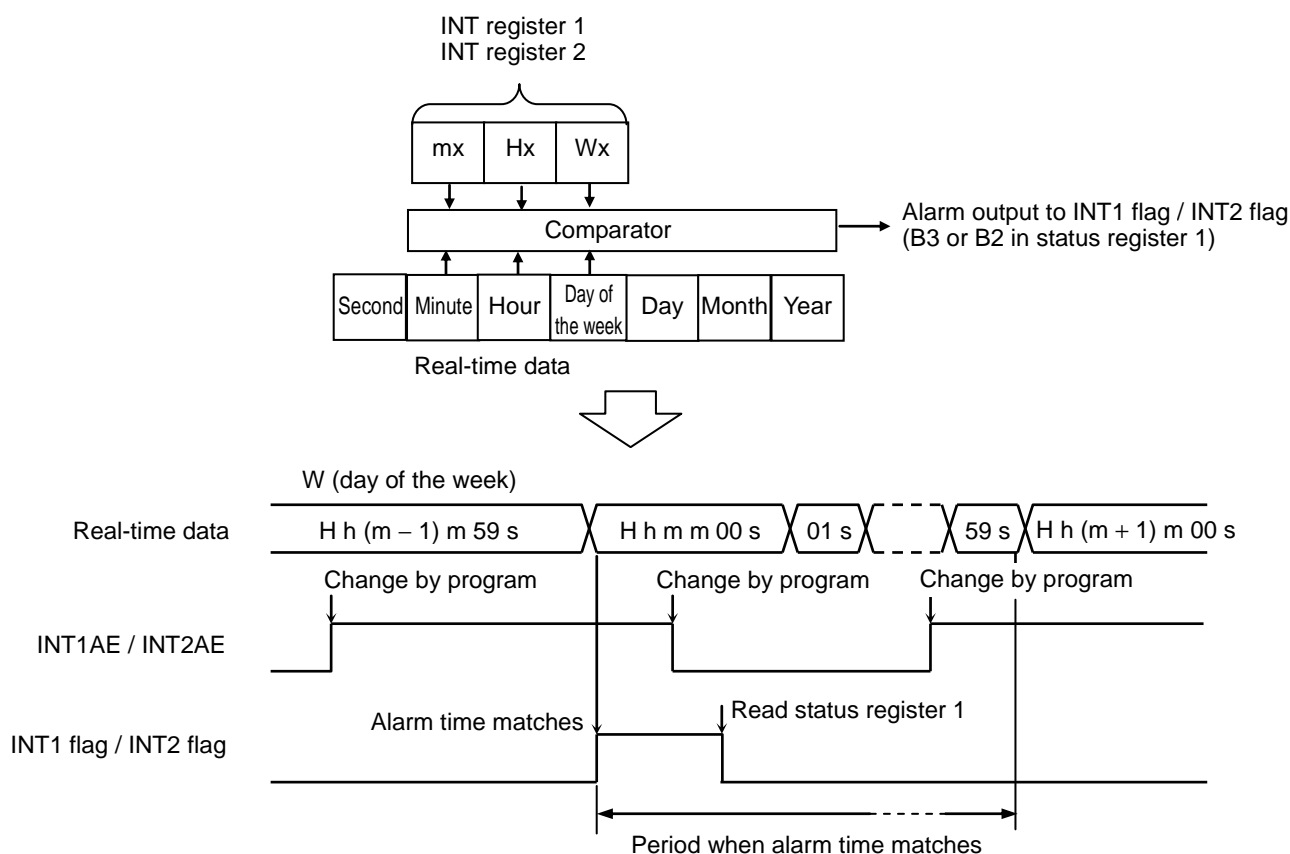 INT register 1
INT register 2
mx Hx Wx
Comparator
Alarm output to INT1 flag / INT2 flag
(B3 or B2 in status register 1)
Second Minute Hour Day of the week Day Month Year
Real-time data
W (day of the week)
Real-time data
H h (m − 1) m 59 s H h m m 00 s 01 s 59 s H h (m + 1) m 00 s
Change by program Change by program Change by program
INT1AE / INT2AE
Alarm time matches
Read status register 1
INT1 flag / INT2 flag
Period when alarm time matches